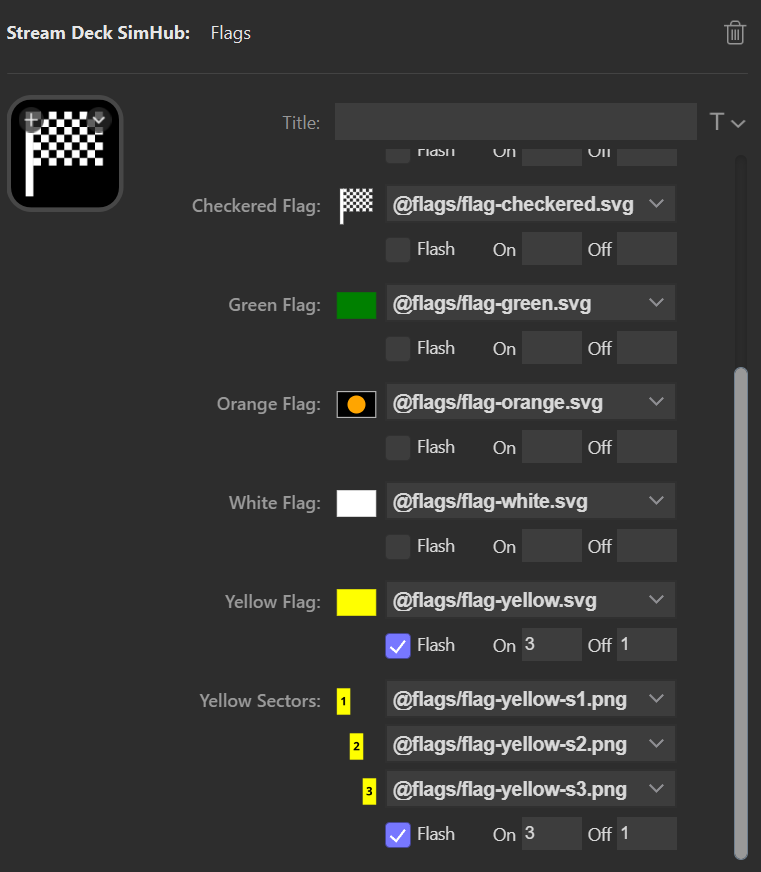 Stream Deck SimHub: Flags
Title: T
Flash On Off
Checkered Flag: @flags/flag-checkered.svg
Flash On Off
Green Flag: @flags/flag-green.svg
Flash On Off
Orange Flag: @flags/flag-orange.svg
Flash On Off
White Flag: @flags/flag-white.svg
Flash On Off
Yellow Flag: @flags/flag-yellow.svg
Flash On 3 Off 1
Yellow Sectors: 1 @flags/flag-yellow-s1.png
2 @flags/flag-yellow-s2.png
3 @flags/flag-yellow-s3.png
Flash On 3 Off 1